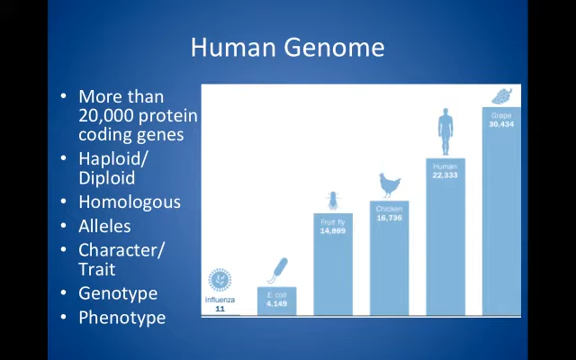 Human Genome
• More than
20,000 protein
coding genes
• Haploid/
Diploid
• Homologous
• Alleles
• Character/
Trait
• Genotype
• Phenotype
Influenza
11
E. coli
4,149
Fruit fly
14,889
Chicken
16,736
Human
22,333
Grape
30,434